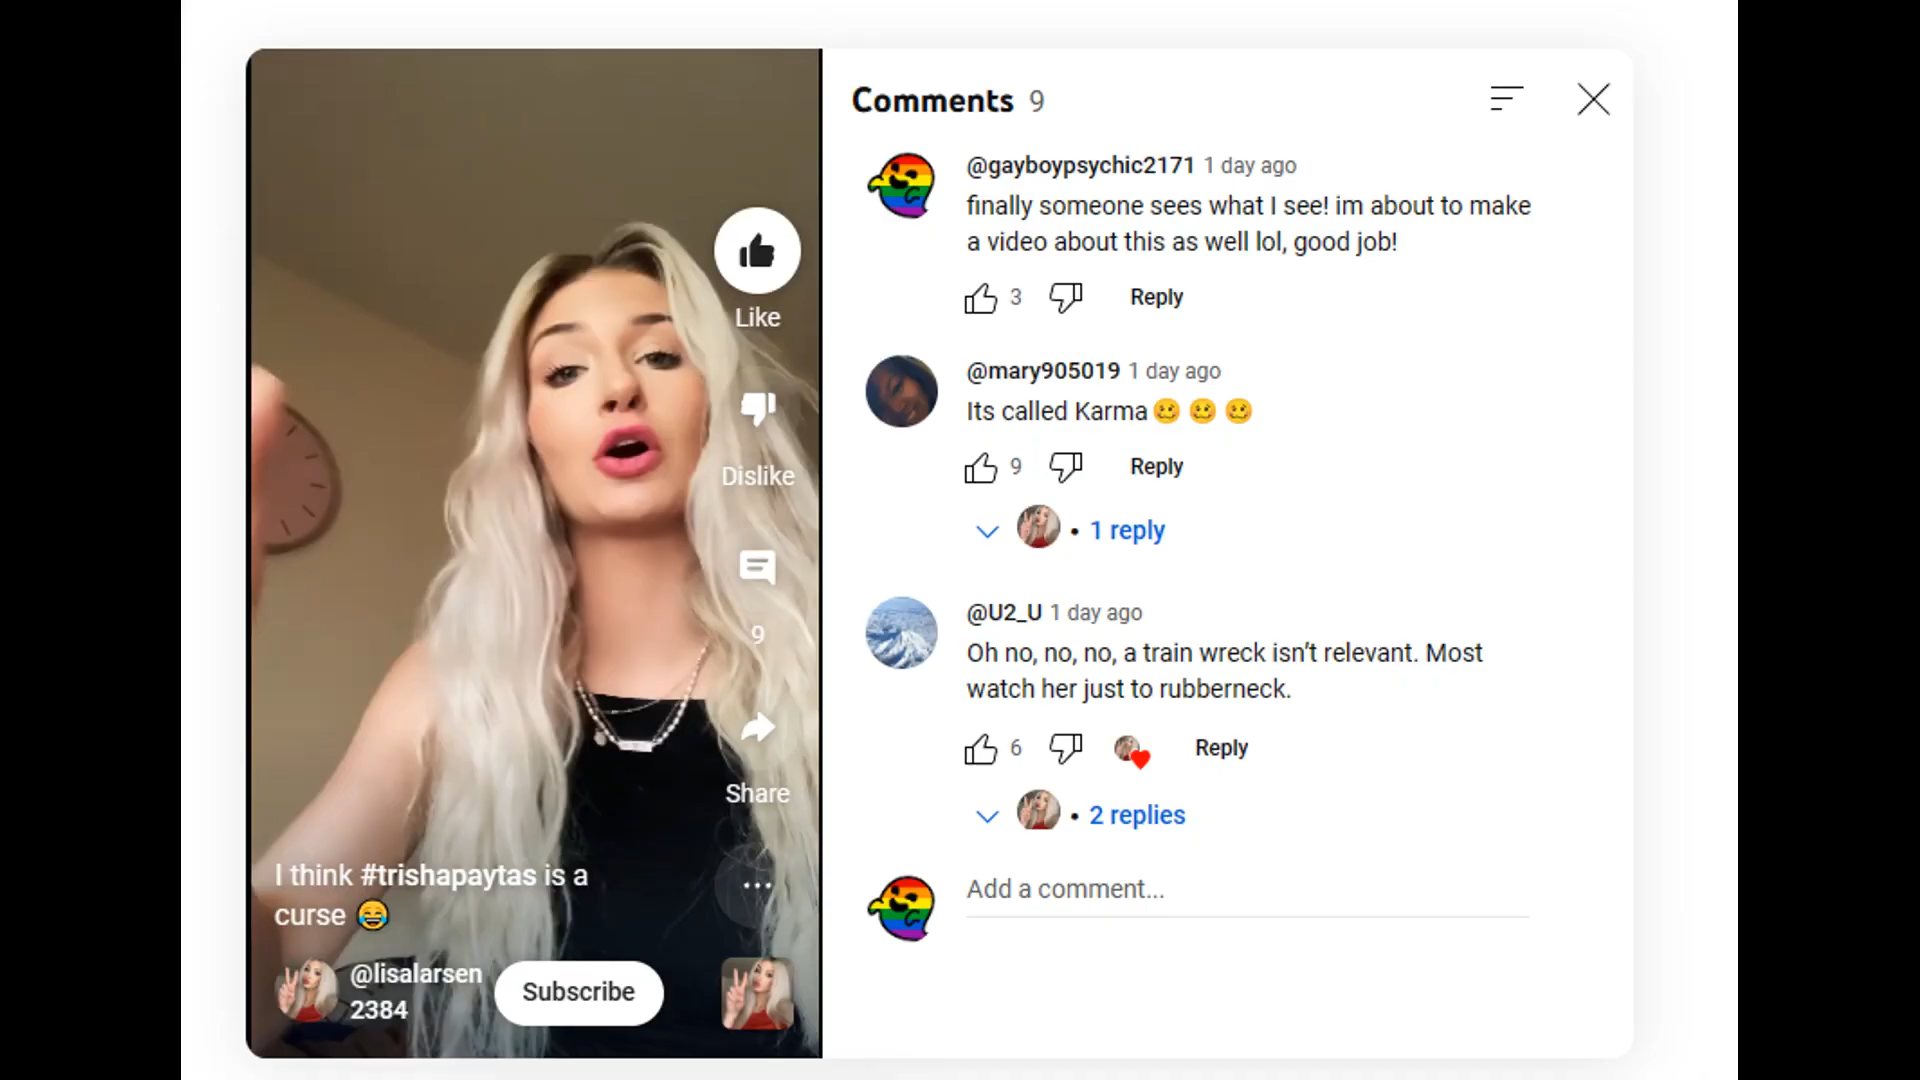 Like
Dislike
9
Share
I think #trishapaytas is a
curse 😂
@lisalarsen
2384
Subscribe
Comments 9
@gayboypsychic2171 1 day ago
finally someone sees what I see! im about to make
a video about this as well lol, good job!
3 Reply
@mary905019 1 day ago
Its called Karma🥴🥴🥴
9 Reply
• 1 reply
@U2_U 1 day ago
Oh no, no, no, a train wreck isn’t relevant. Most
watch her just to rubberneck.
6 Reply
• 2 replies
Add a comment...